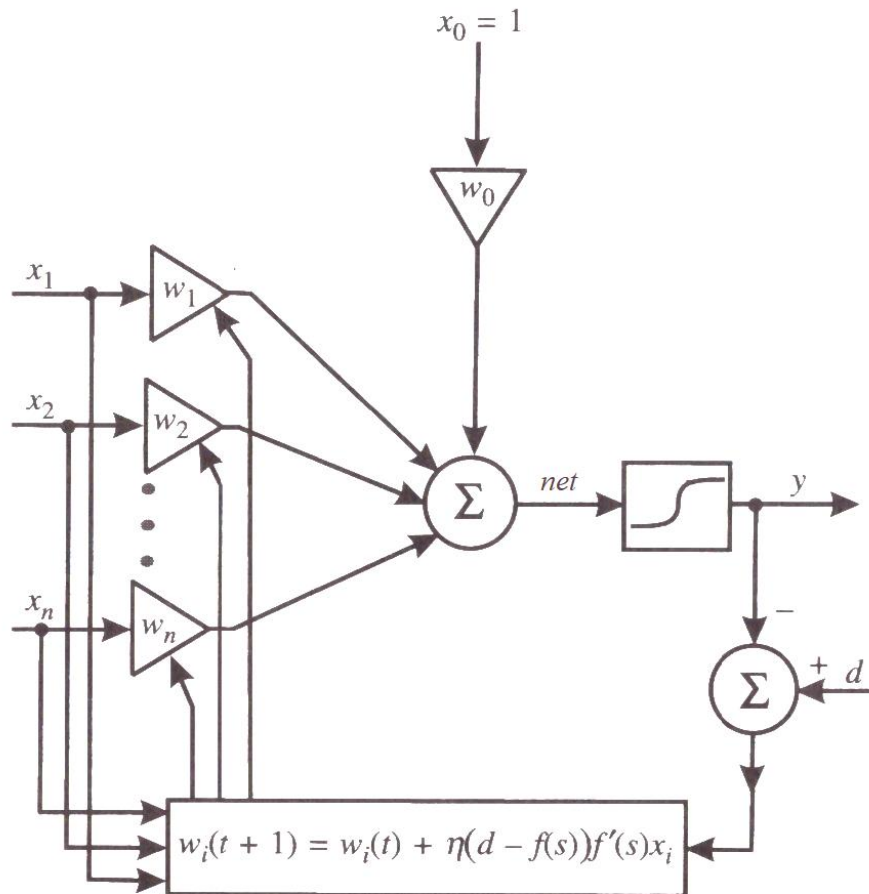 x₀ = 1
w₀
x₁
w₁
x₂
w₂
Σ
net
y
xₙ
wₙ
−
+
d
Σ
wᵢ(t + 1) = wᵢ(t) + η(d − f(s))f′(s)xᵢ